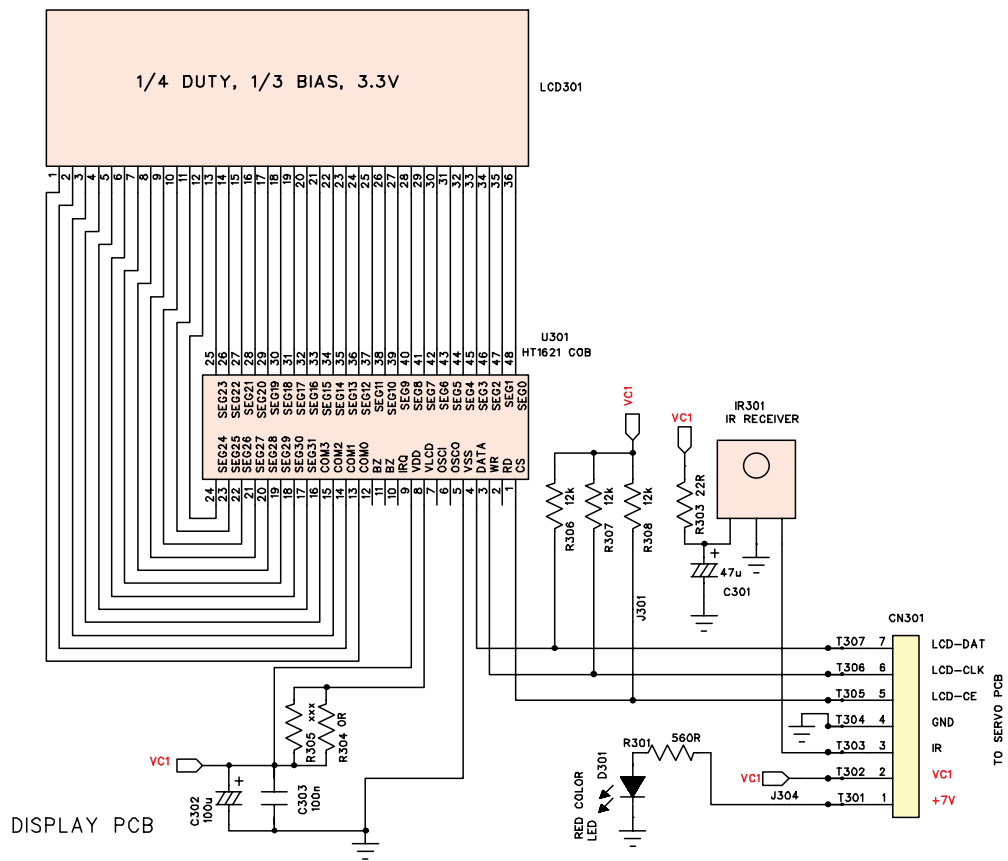 1/4 DUTY, 1/3 BIAS, 3.3V
LCD301
1 2 3 4 5 6 7 8 9 10 11 12 13 14 15 16 17 18 19 20 21 22 23 24 25 26 27 28 29 30 31 32 33 34 35 36
U301
HT1621 COB
25 26 27 28 29 30 31 32 33 34 35 36 37 38 39 40 41 42 43 44 45 46 47 48
SEG23 SEG22 SEG21 SEG20 SEG19 SEG18 SEG17 SEG16 SEG15 SEG14 SEG13 SEG12 SEG11 SEG10 SEG9 SEG8 SEG7 SEG6 SEG5 SEG4 SEG3 SEG2 SEG1 SEG0
SEG24 SEG25 SEG26 SEG27 SEG28 SEG29 SEG30 SEG31 COM3 COM2 COM1 COM0 BZ BZ IRQ VDD VLCD OSCI OSCO VSS DATA WR RD CS
24 23 22 21 20 19 18 17 16 15 14 13 12 11 10 9 8 7 6 5 4 3 2 1
VC1
R306 12k
R307 12k
R308 12k
J301
VC1
R303 22R
IR301
IR RECEIVER
47u
C301
CN301
T307 7 LCD-DAT
T306 6 LCD-CLK
T305 5 LCD-CE
T304 4 GND
T303 3 IR
VC1 T302 2 VC1
J304
T301 1 +7V
TO SERVO PCB
R305 xxx
R304 0R
VC1
C302
100u
C303
100n
R301 560R
D301
RED COLOR
LED
DISPLAY PCB